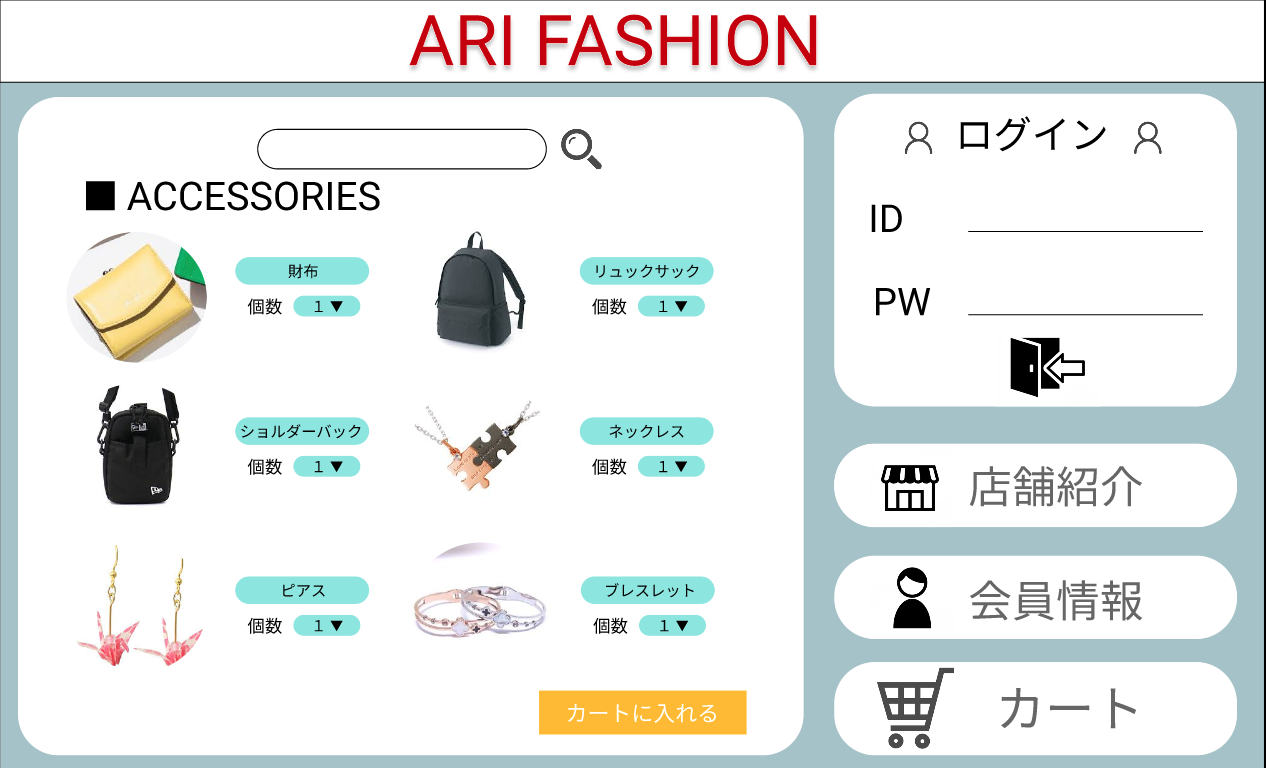 ARI FASHION
■ ACCESSORIES
財布
個数 1 ▼
リュックサック
個数 1 ▼
ショルダーバック
個数 1 ▼
ネックレス
個数 1 ▼
ピアス
個数 1 ▼
ブレスレット
個数 1 ▼
カートに入れる
ログイン
ID
PW
店舗紹介
会員情報
カート